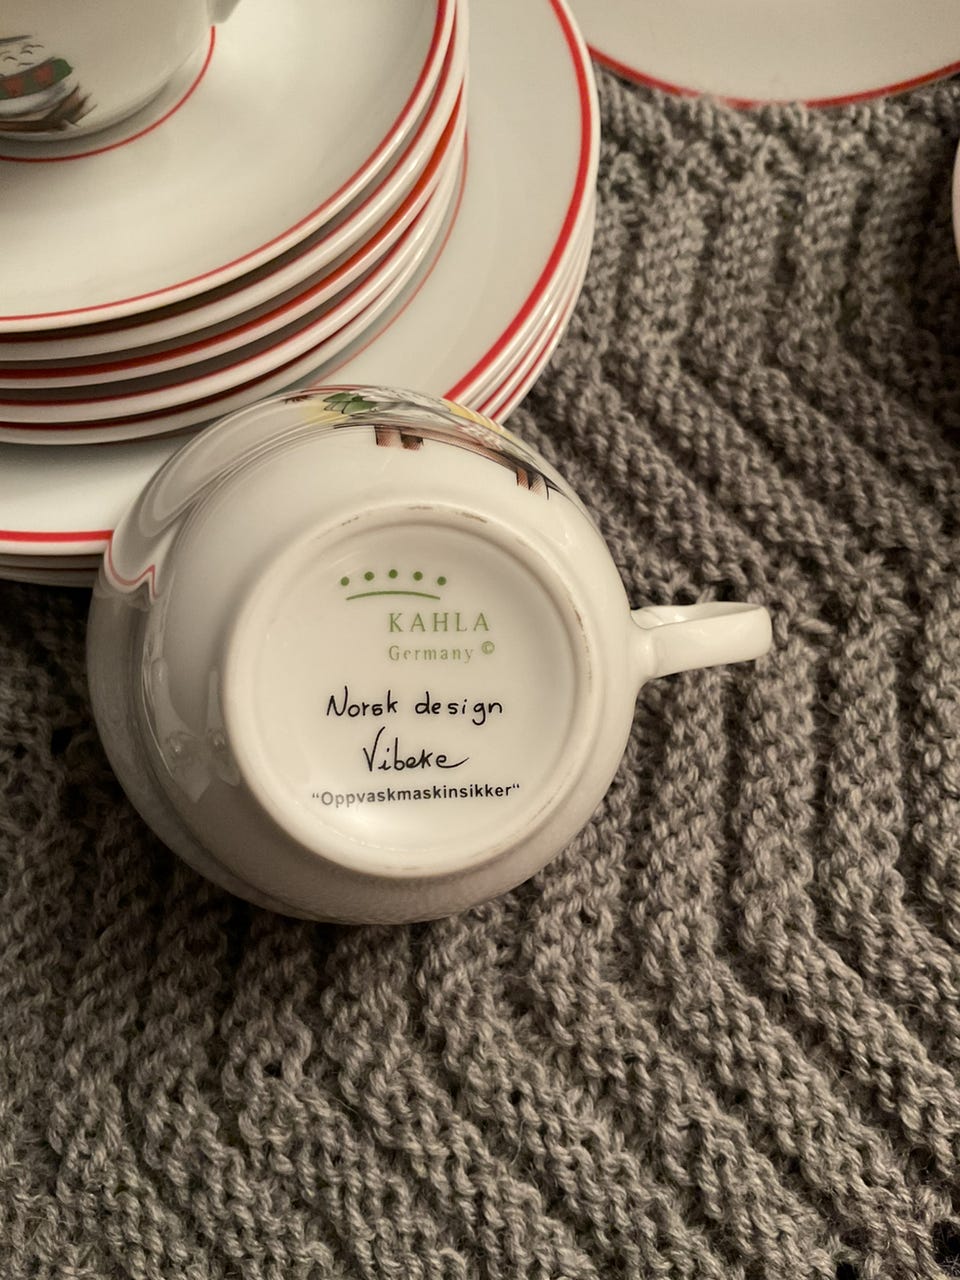 KAHLA
Germany ©
Norsk design
Vibeke
“Oppvaskmaskinsikker“